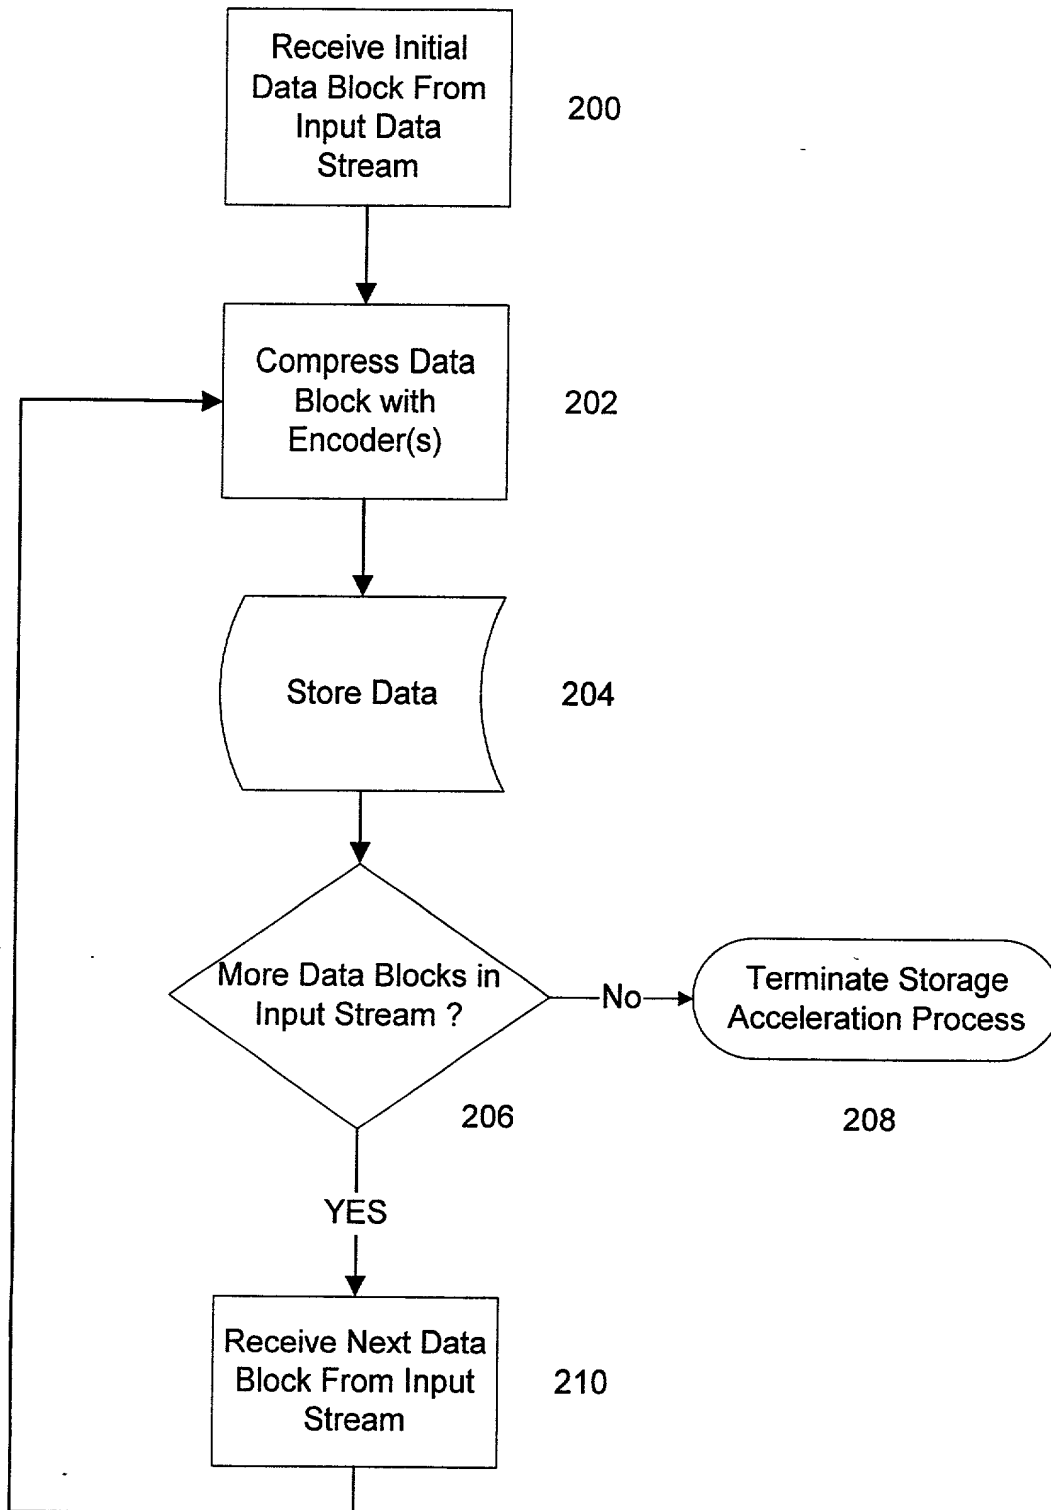 Receive Initial
Data Block From
Input Data
Stream
200
Compress Data
Block with
Encoder(s)
202
Store Data
204
More Data Blocks in
Input Stream ?
206
No
Terminate Storage
Acceleration Process
208
YES
Receive Next Data
Block From Input
Stream
210